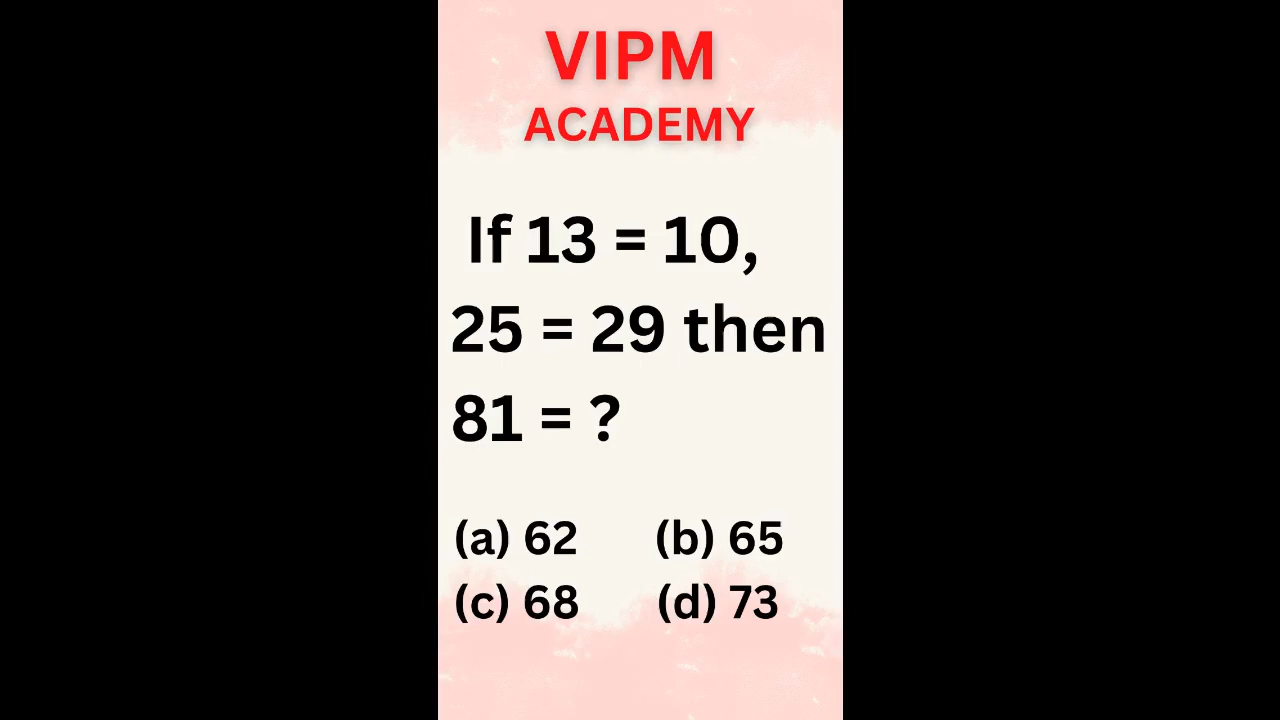 VIPM
ACADEMY
If 13 = 10,
25 = 29 then
81 = ?
(a) 62 (b) 65
(c) 68 (d) 73